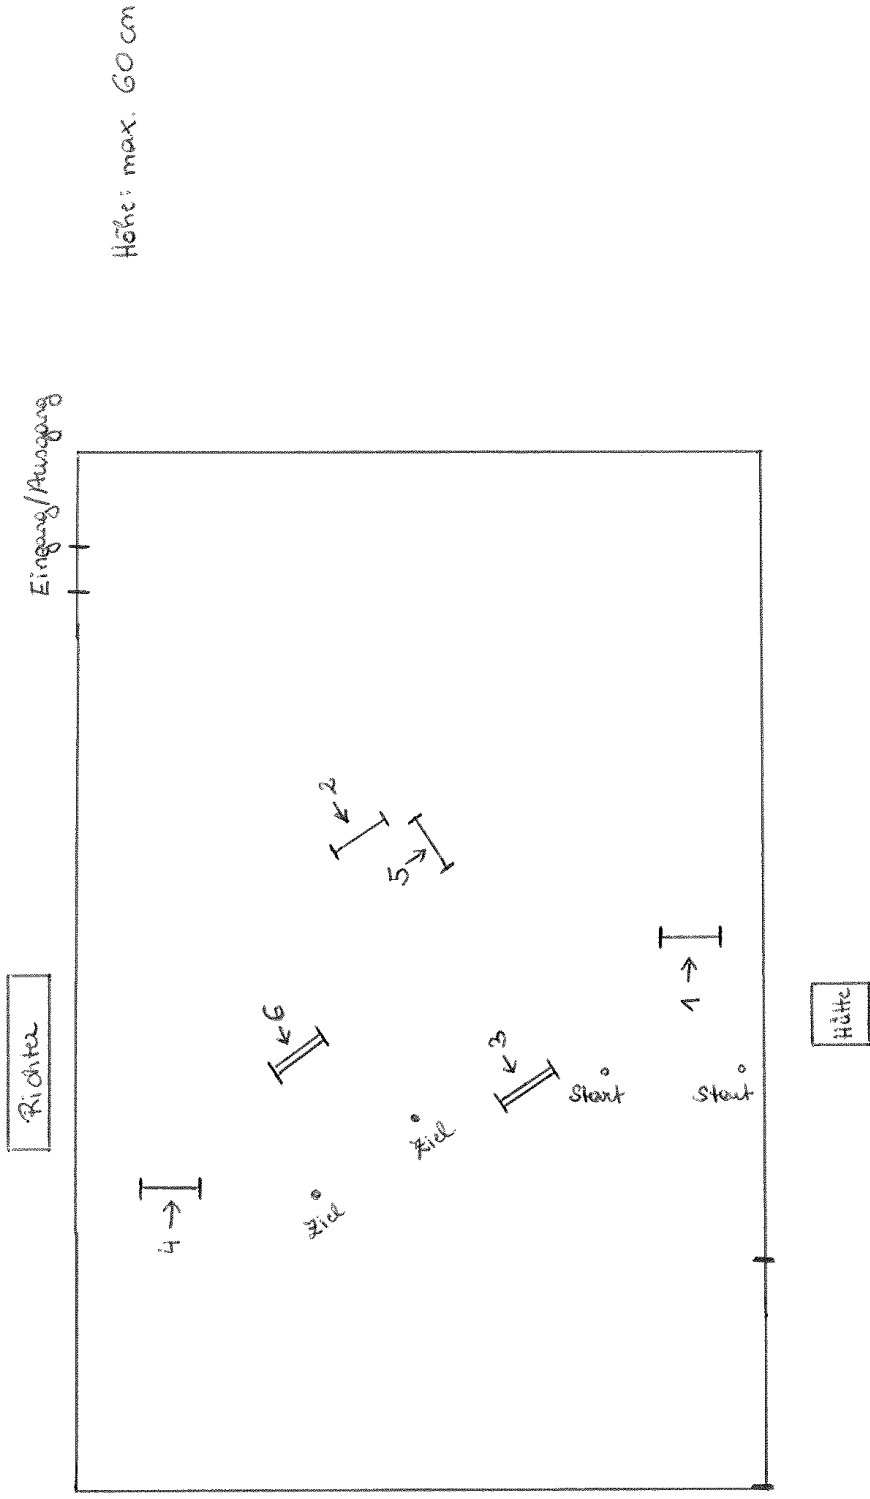 Höhe: max. 60 cm
Eingang/Ausgang
Richter
2
5
6
1
3
4
Start
Start
Ziel
Ziel
Hütte